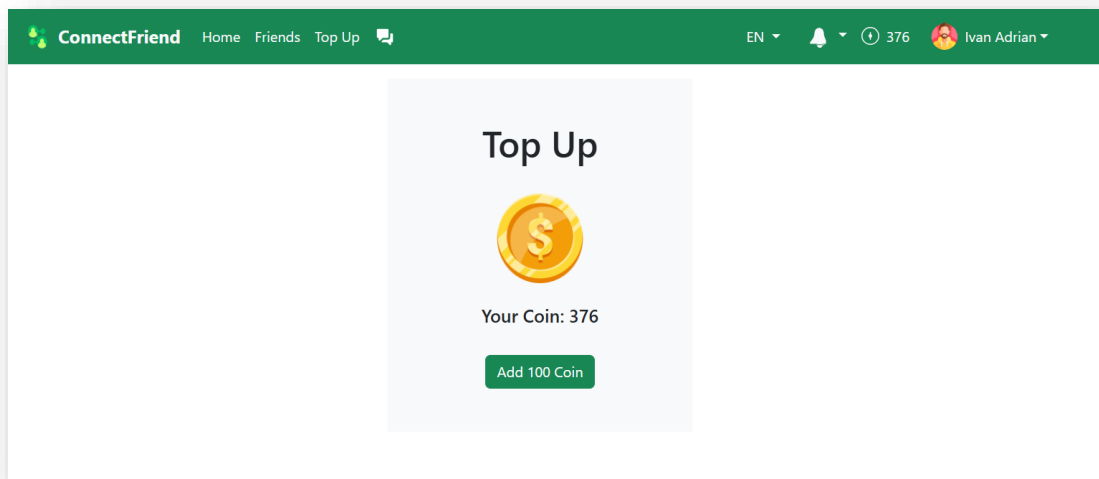 ConnectFriend Home Friends Top Up EN 376 Ivan Adrian
Top Up
$
Your Coin: 376
Add 100 Coin